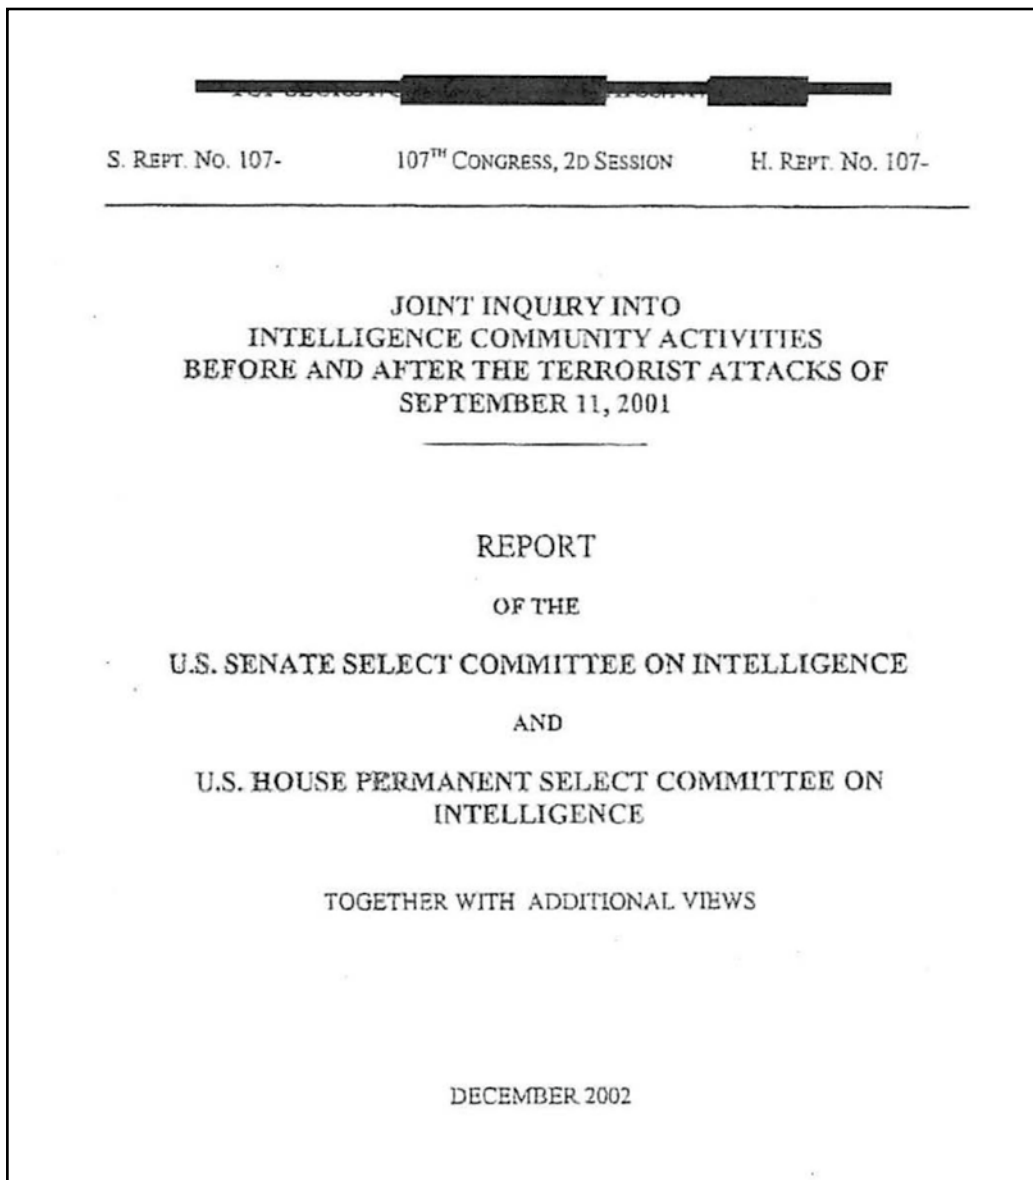 S. REPT. NO. 107- 107TH CONGRESS, 2D SESSION H. REPT. NO. 107-
JOINT INQUIRY INTO
INTELLIGENCE COMMUNITY ACTIVITIES
BEFORE AND AFTER THE TERRORIST ATTACKS OF
SEPTEMBER 11, 2001
REPORT
OF THE
U.S. SENATE SELECT COMMITTEE ON INTELLIGENCE
AND
U.S. HOUSE PERMANENT SELECT COMMITTEE ON
INTELLIGENCE
TOGETHER WITH ADDITIONAL VIEWS
DECEMBER 2002